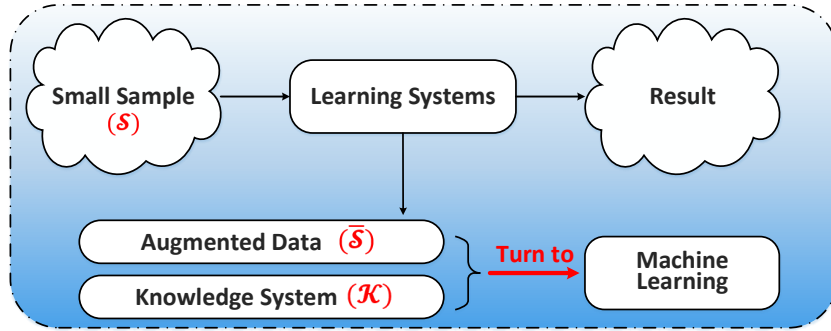 Small Sample
(𝓢)
Learning Systems
Result
Augmented Data (𝓢̅)
Knowledge System (𝓚)
Turn to
Machine
Learning